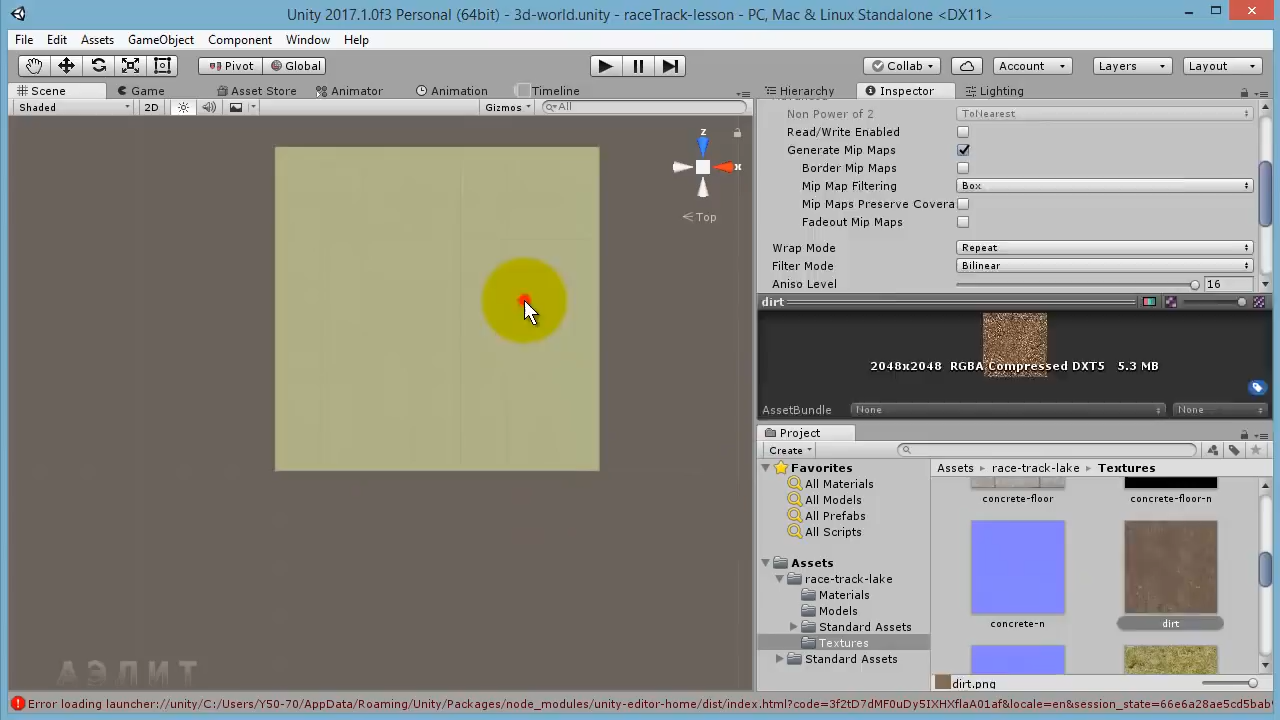 Unity 2017.1.0f3 Personal (64bit) - 3d-world.unity - raceTrack-lesson - PC, Mac & Linux Standalone <DX11>
File Edit Assets GameObject Component Window Help
Pivot Global Collab Account Layers Layout
Scene Game Asset Store Animator Animation Timeline Hierarchy Inspector Lighting
Shaded 2D Gizmos All
Non Power of 2 ToNearest
Read/Write Enabled
Generate Mip Maps
Border Mip Maps
Mip Map Filtering Box
Mip Maps Preserve Covera
Fadeout Mip Maps
Wrap Mode Repeat
Filter Mode Bilinear
Aniso Level 16
z
x
Top
dirt
2048x2048 RGBA Compressed DXT5 5.3 MB
AssetBundle None None
Project
Create
Favorites
All Materials
All Models
All Prefabs
All Scripts
Assets
race-track-lake
Materials
Models
Standard Assets
Textures
Standard Assets
Assets race-track-lake Textures
concrete-floor concrete-floor-n
concrete-n dirt
dirt.png
АЭЛИТ
Error loading launcher://unity/C:/Users/Y50-70/AppData/Roaming/Unity/Packages/node_modules/unity-editor-home/dist/index.html?code=3f2tD7dMF0uDy5IXHXflaA01af&locale=en&session_state=66e6a28ae5cd5bab